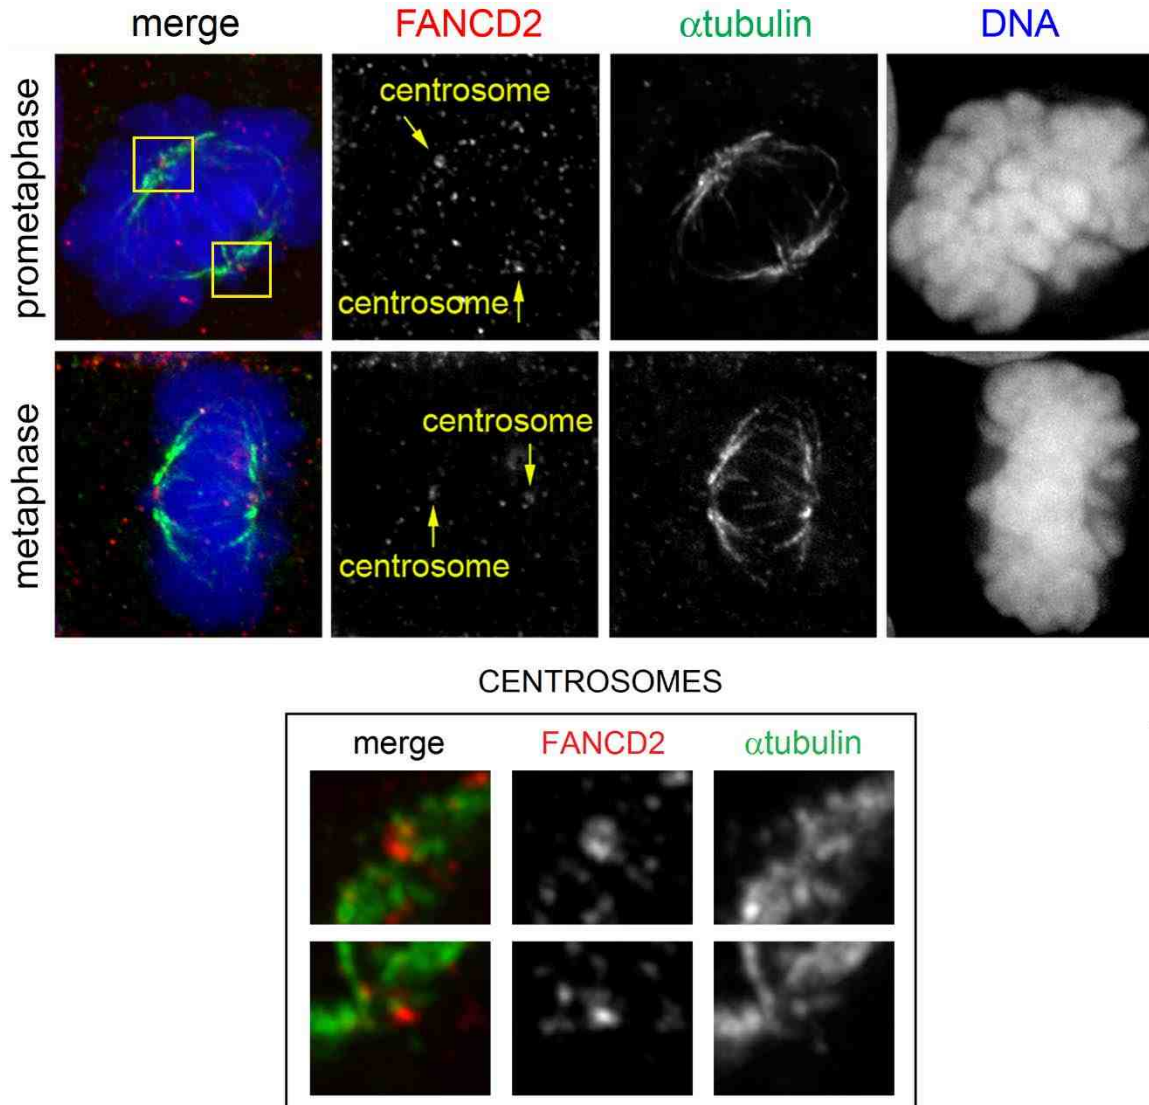 merge FANCD2 αtubulin DNA
prometaphase
centrosome
centrosome
metaphase
centrosome
centrosome
CENTROSOMES
merge FANCD2 αtubulin